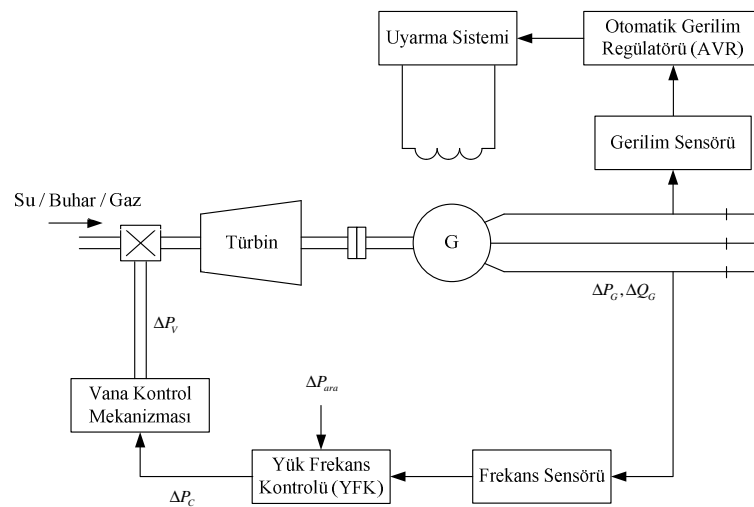 Uyarma Sistemi
Otomatik Gerilim
Regülatörü (AVR)
Gerilim Sensörü
Su / Buhar / Gaz
Türbin
G
ΔP_G, ΔQ_G
ΔP_V
Vana Kontrol
Mekanizması
ΔP_ara
Yük Frekans
Kontrolü (YFK)
Frekans Sensörü
ΔP_C